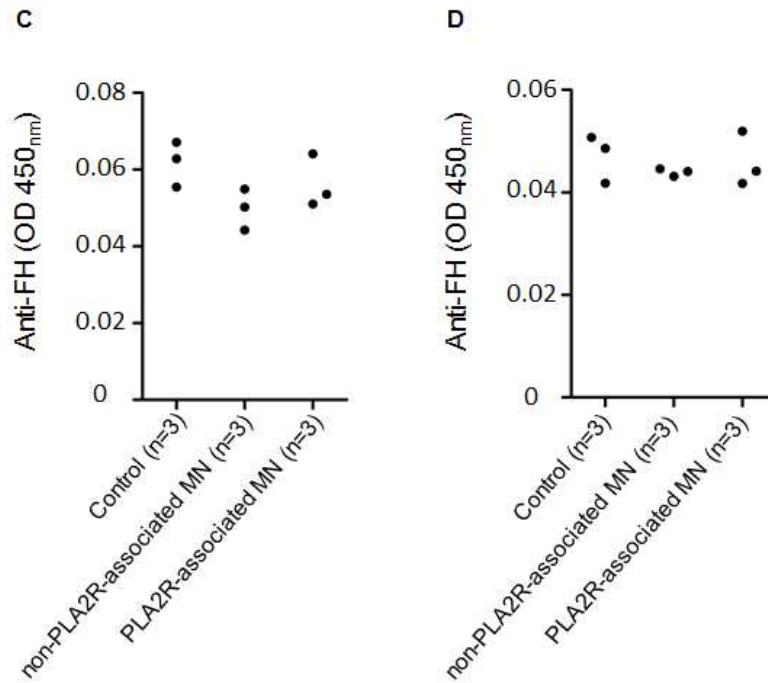 C
Anti-FH (OD 450nm)
0.08
0.06
0.04
0.02
0
Control (n=3)
non-PLA2R-associated MN (n=3)
PLA2R-associated MN (n=3)
D
Anti-FH (OD 450nm)
0.06
0.04
0.02
0
Control (n=3)
non-PLA2R-associated MN (n=3)
PLA2R-associated MN (n=3)